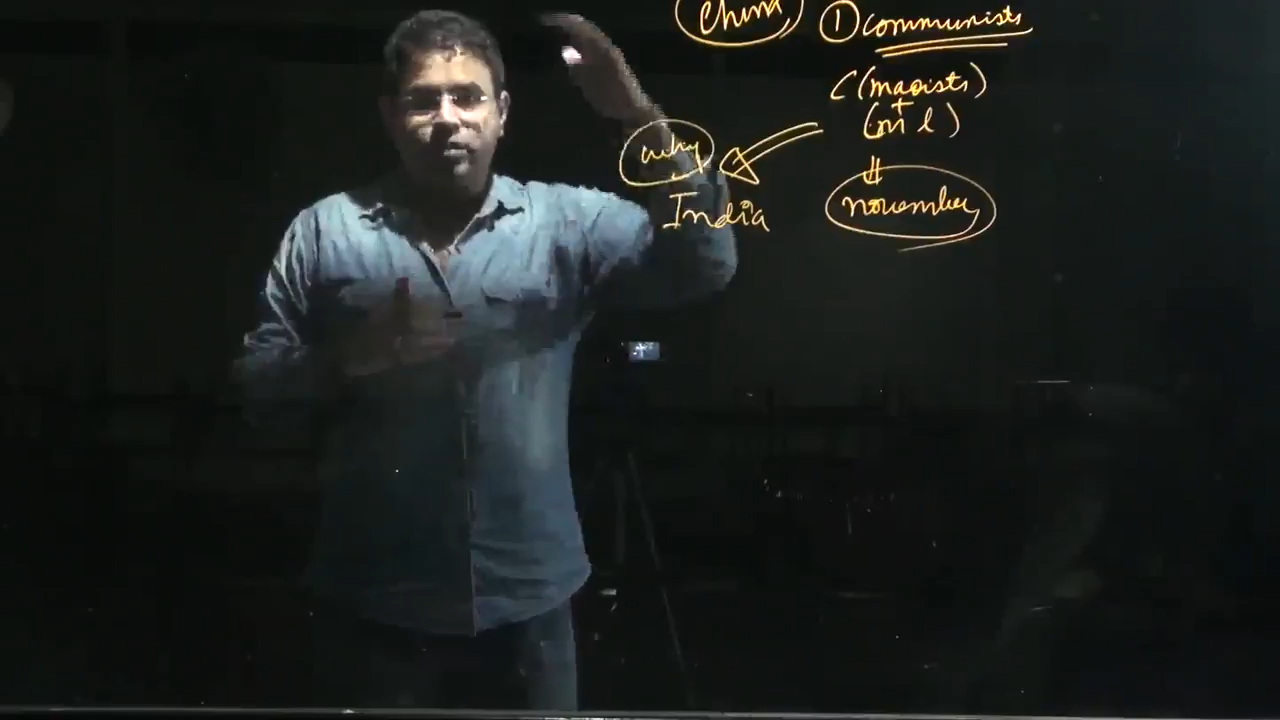 China
① communists
C (maoists)
+
(m l)
why
India
november